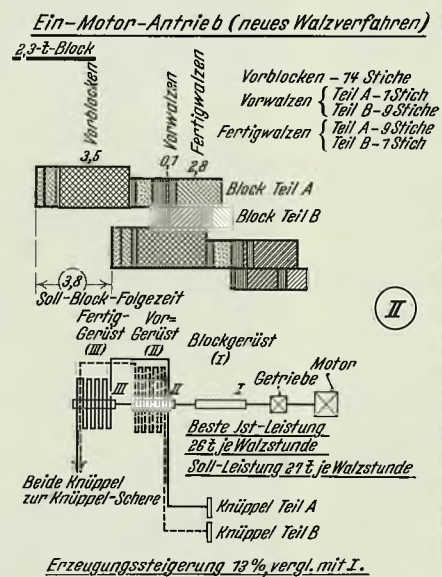 Ein-Motor-Antrieb (neues Walzverfahren)
2,3-t-Block
Vorblocken
Vorwalzen
Fertigwalzen
Vorblocken - 14 Stiche
Vorwalzen { Teil A - 1 Stich
Teil B - 9 Stiche
Fertigwalzen { Teil A - 9 Stiche
Teil B - 1 Stich
3,5
0,1
2,8
Block Teil A
Block Teil B
3,8
Soll-Block-Folgezeit
II
Fertig-Gerüst (III)
Vor=Gerüst (II)
Blockgerüst (I)
Getriebe
Motor
III
II
I
Beste Ist-Leistung
26 t je Walzstunde
Soll-Leistung 27 t je Walzstunde
Beide Knüppel
zur Knüppel-Schere
Knüppel Teil A
Knüppel Teil B
Erzeugungssteigerung 13 %, vergl. mit I.